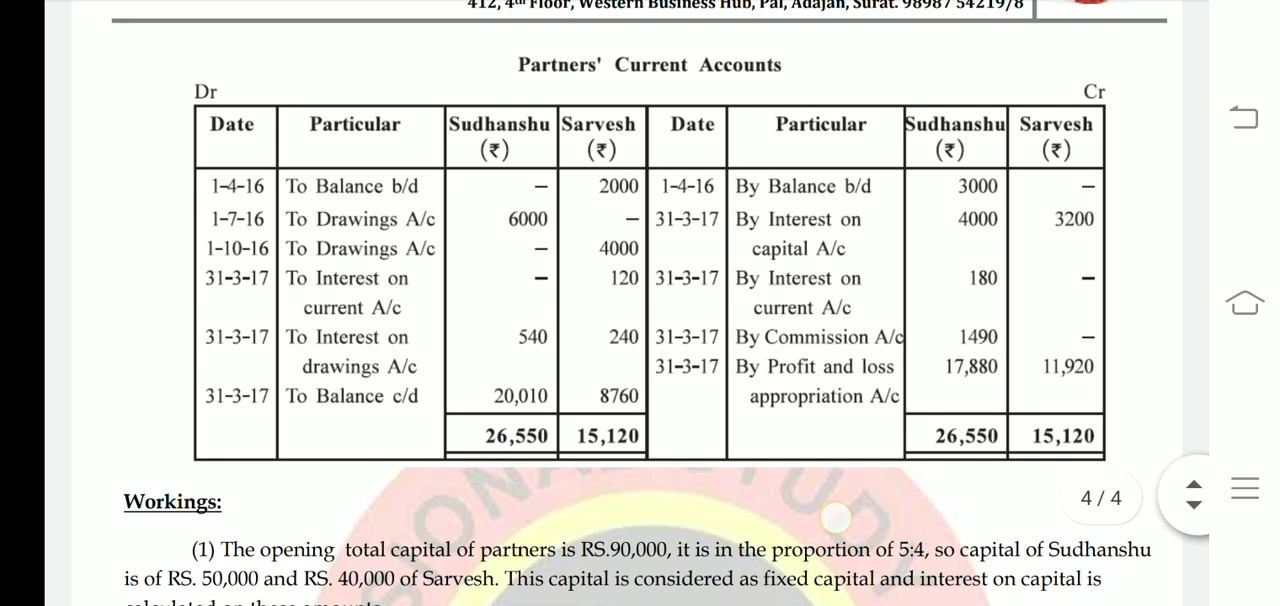 412, 4th Floor, Western Business Hub, Pal, Adajan, Surat. 98987 54219/8
Partners' Current Accounts
Dr Cr
Date Particular Sudhanshu Sarvesh Date Particular Sudhanshu Sarvesh
(₹) (₹) (₹) (₹)
1-4-16 To Balance b/d – 2000 1-4-16 By Balance b/d 3000 –
1-7-16 To Drawings A/c 6000 – 31-3-17 By Interest on 4000 3200
1-10-16 To Drawings A/c – 4000 capital A/c
31-3-17 To Interest on – 120 31-3-17 By Interest on 180 –
current A/c current A/c
31-3-17 To Interest on 540 240 31-3-17 By Commission A/c 1490 –
drawings A/c 31-3-17 By Profit and loss 17,880 11,920
31-3-17 To Balance c/d 20,010 8760 appropriation A/c
26,550 15,120 26,550 15,120
Workings:
4 / 4
(1) The opening total capital of partners is RS.90,000, it is in the proportion of 5:4, so capital of Sudhanshu
is of RS. 50,000 and RS. 40,000 of Sarvesh. This capital is considered as fixed capital and interest on capital is